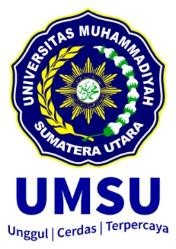 UNIVERSITAS MUHAMMADIYAH
SUMATERA UTARA
UMSU
Unggul | Cerdas | Terpercaya